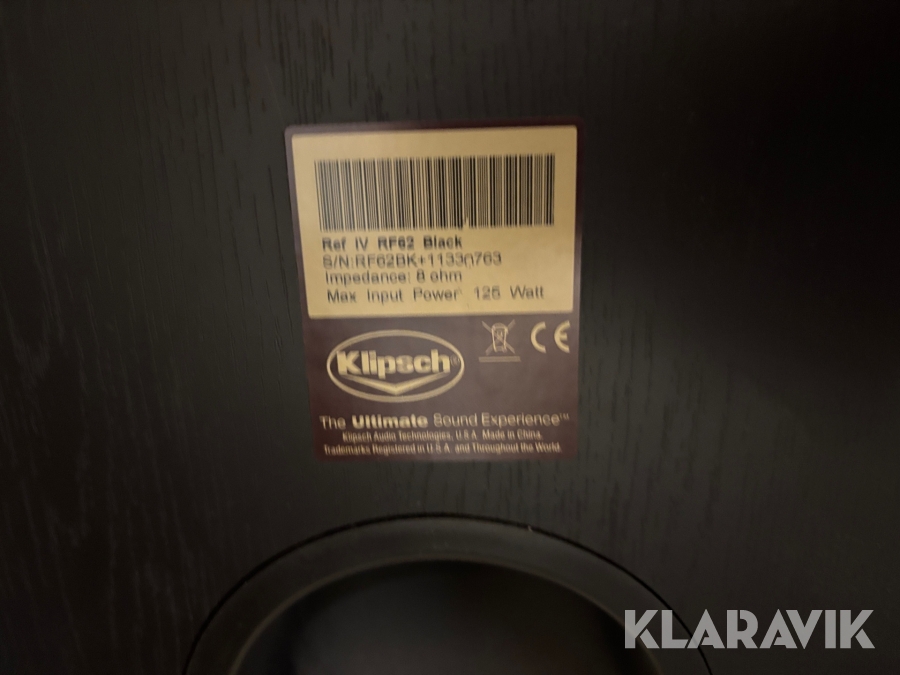 Ref IV RF62 Black
S/N:RF62BK+11330763
Impedance: 8 ohm
Max Input Power: 125 Watt
Klipsch®
The Ultimate Sound Experience™
Klipsch Audio Technologies, U.S.A. Made in China.
Trademarks Registered in U.S.A. and Throughout the World.
KLARAVIK